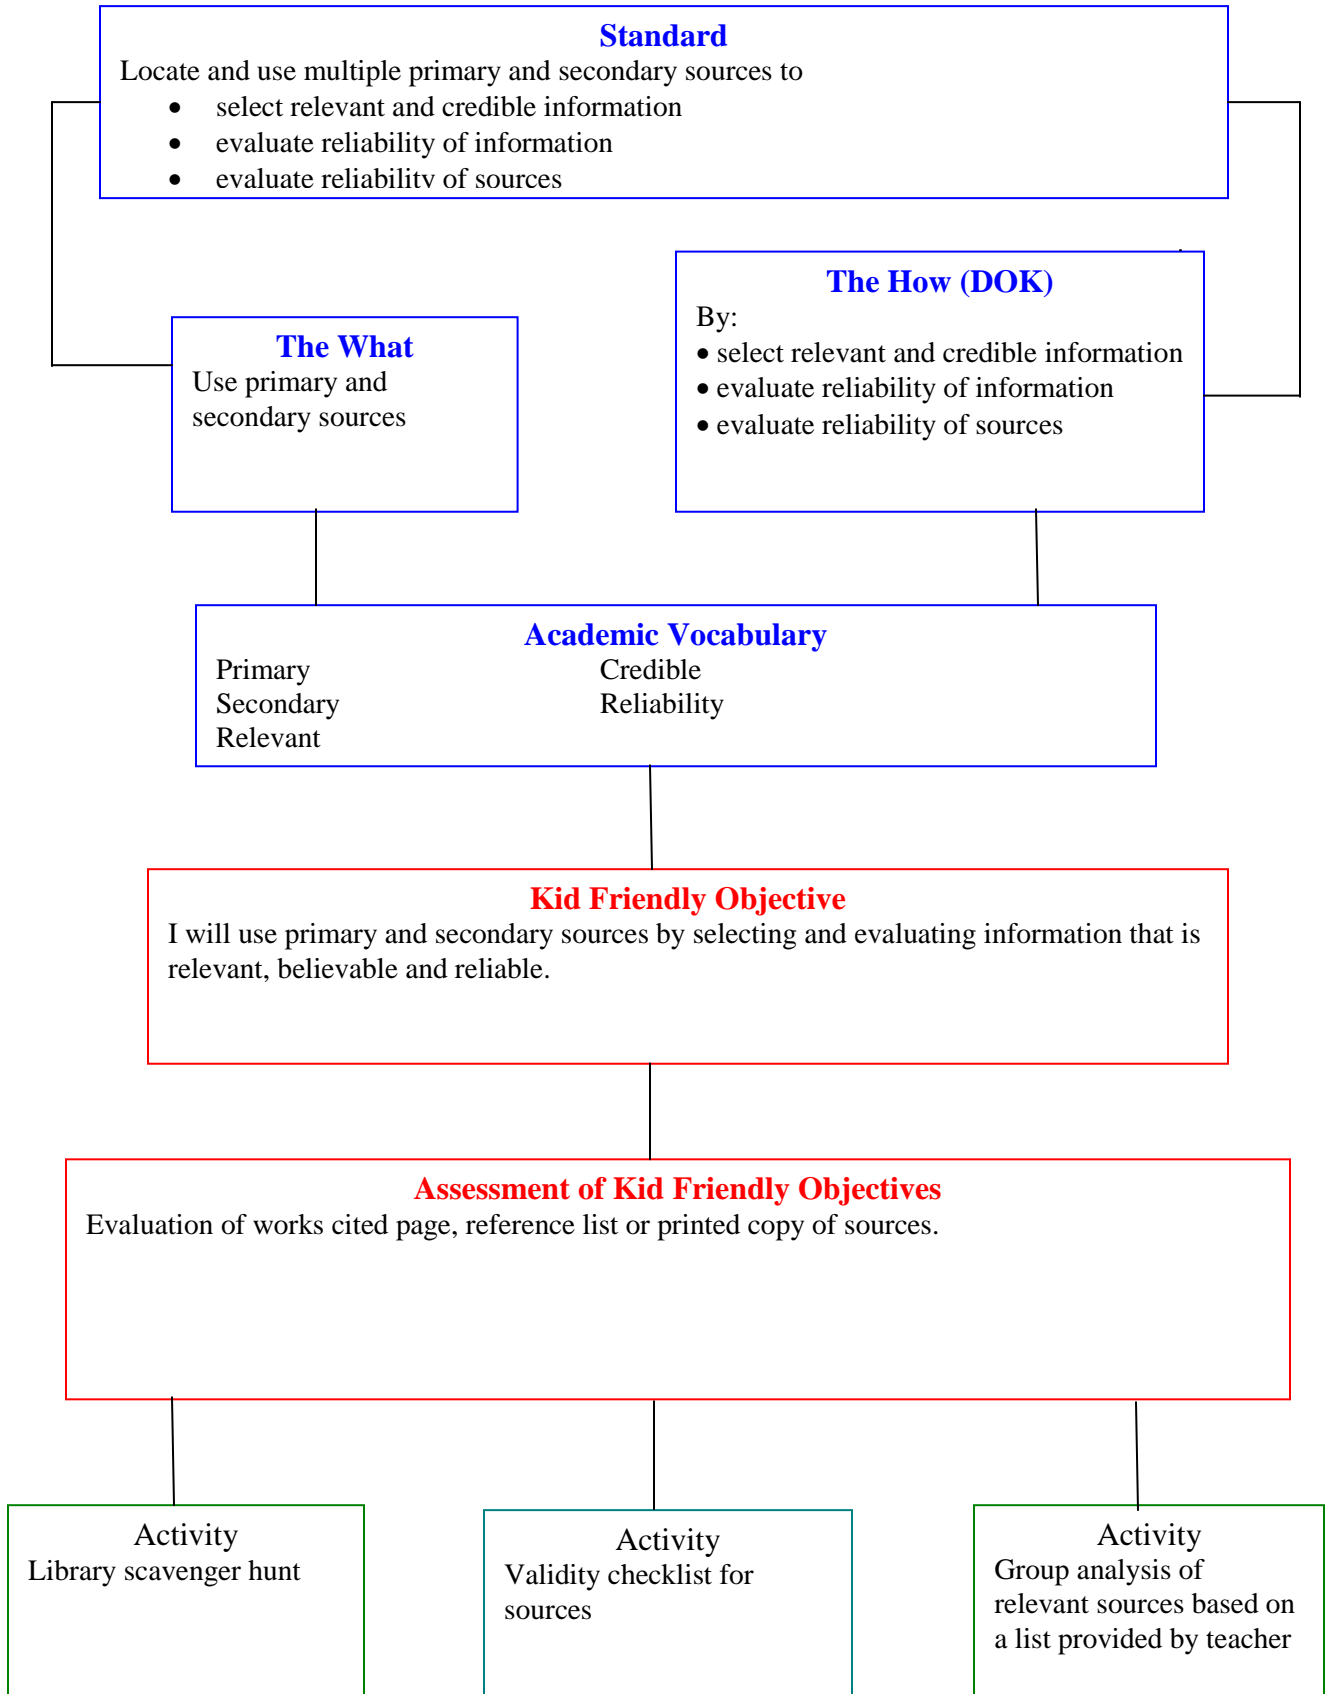 Standard
Locate and use multiple primary and secondary sources to
• select relevant and credible information
• evaluate reliability of information
• evaluate reliability of sources
The How (DOK)
By:
• select relevant and credible information
• evaluate reliability of information
• evaluate reliability of sources
The What
Use primary and
secondary sources
Academic Vocabulary
Primary Credible
Secondary Reliability
Relevant
Kid Friendly Objective
I will use primary and secondary sources by selecting and evaluating information that is
relevant, believable and reliable.
Assessment of Kid Friendly Objectives
Evaluation of works cited page, reference list or printed copy of sources.
Activity
Library scavenger hunt
Activity
Validity checklist for
sources
Activity
Group analysis of
relevant sources based on
a list provided by teacher